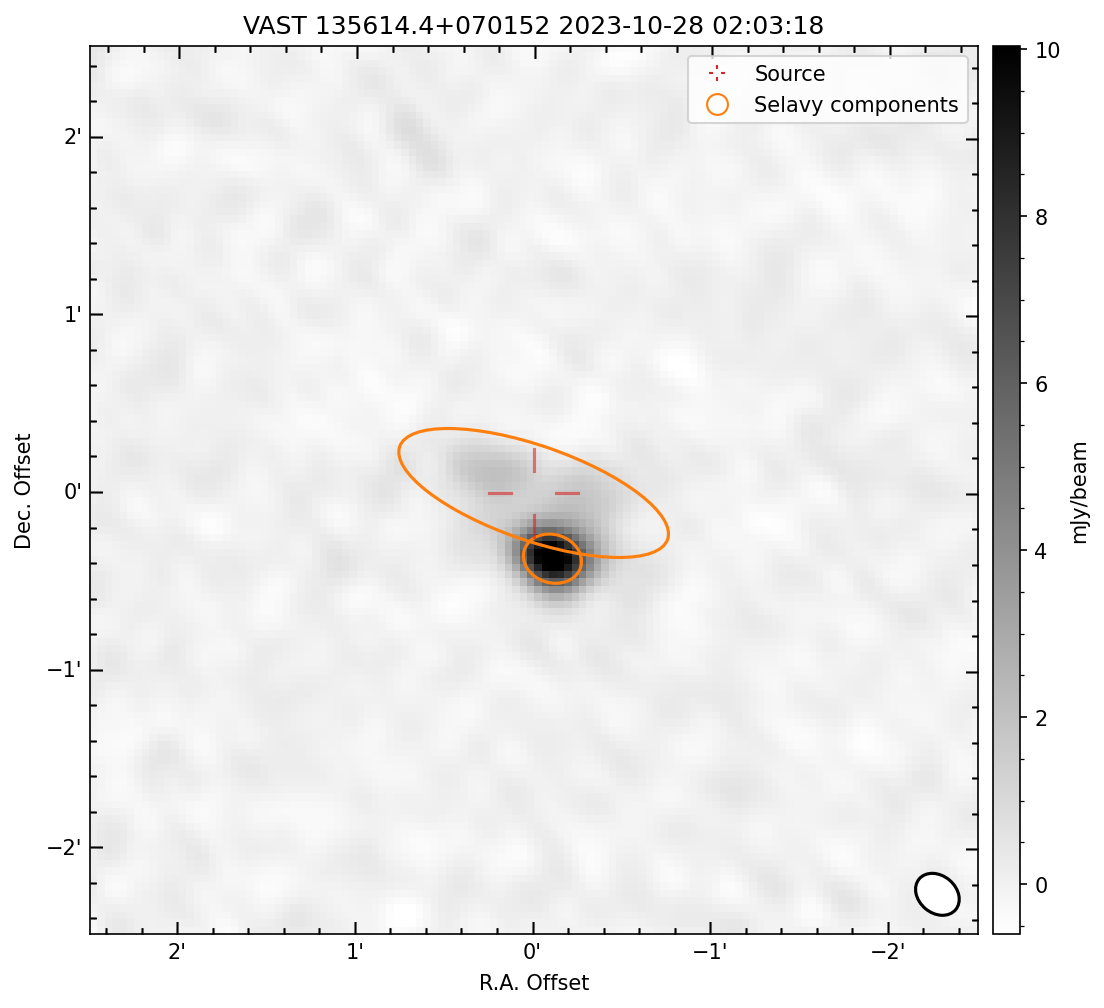 VAST 135614.4+070152 2023-10-28 02:03:18
Source
Selavy components
2'
1'
0'
−1'
−2'
Dec. Offset
2'
1'
0'
−1'
−2'
R.A. Offset
10
8
6
4
2
0
mJy/beam